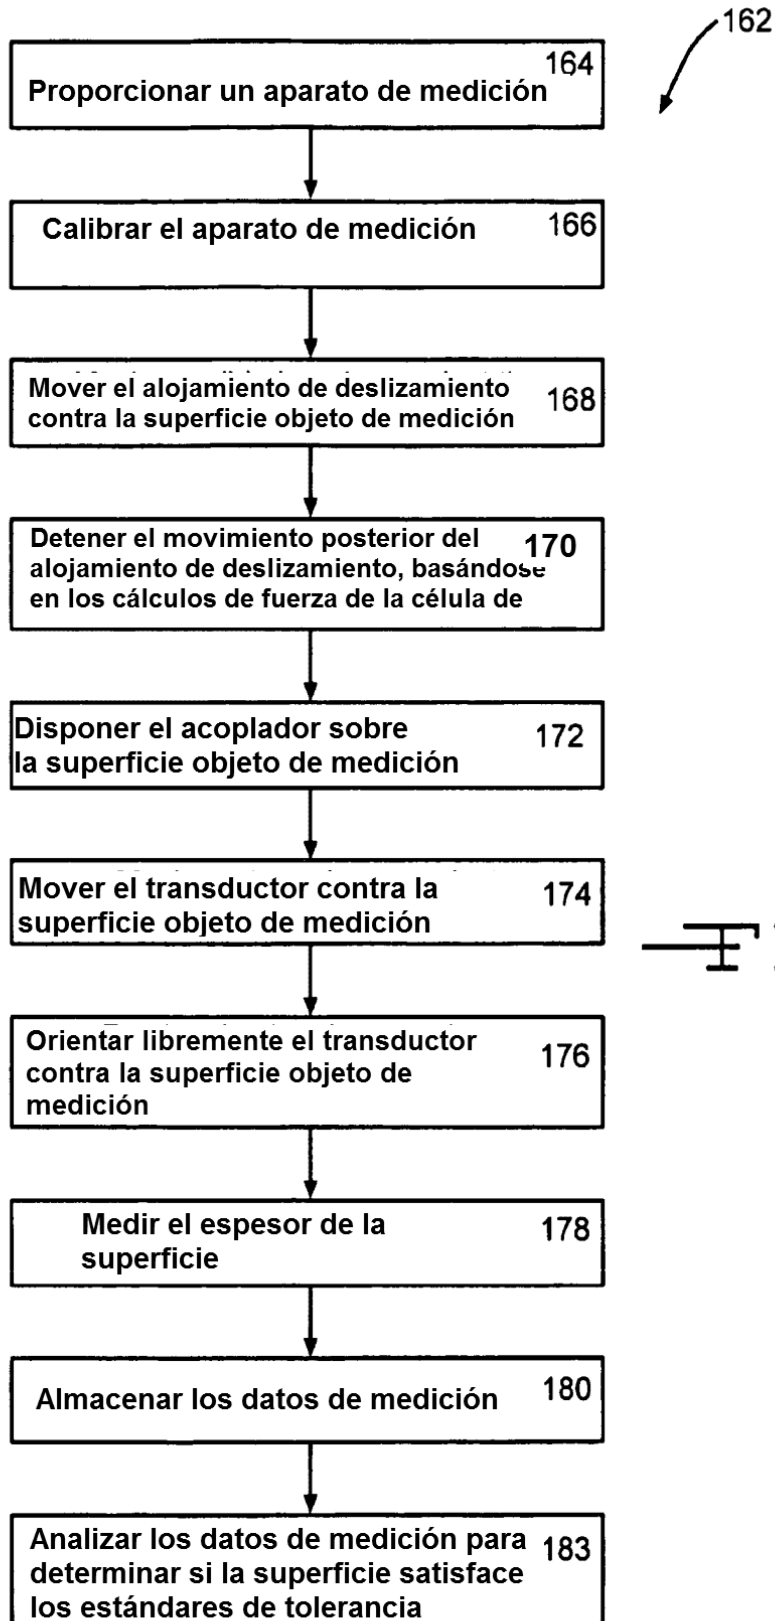 162
164
Proporcionar un aparato de medición
Calibrar el aparato de medición 166
Mover el alojamiento de deslizamiento
contra la superficie objeto de medición
168
Detener el movimiento posterior del 170
alojamiento de deslizamiento, basándose
en los cálculos de fuerza de la célula de
Disponer el acoplador sobre
la superficie objeto de medición
172
Mover el transductor contra la
superficie objeto de medición
174
Orientar libremente el transductor
contra la superficie objeto de
medición
176
Medir el espesor de la
superficie
178
Almacenar los datos de medición 180
Analizar los datos de medición para
determinar si la superficie satisface
los estándares de tolerancia
183